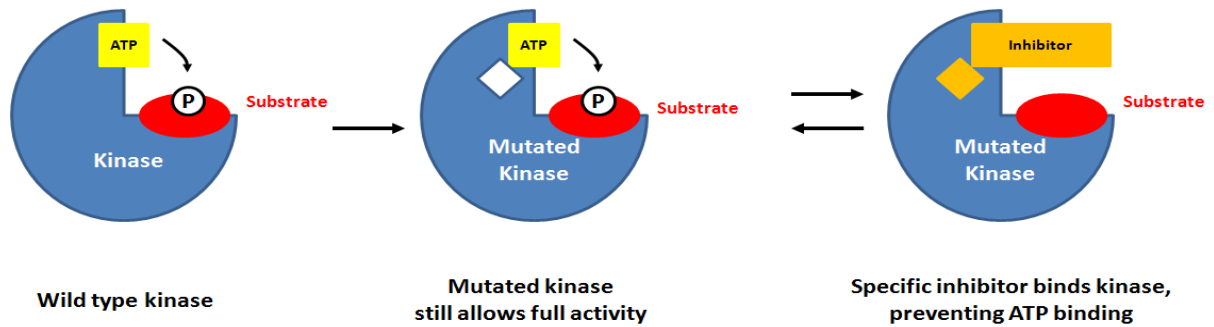 ATP
P
Substrate
Kinase
Wild type kinase
ATP
P
Substrate
Mutated
Kinase
Mutated kinase
still allows full activity
Inhibitor
Substrate
Mutated
Kinase
Specific inhibitor binds kinase,
preventing ATP binding